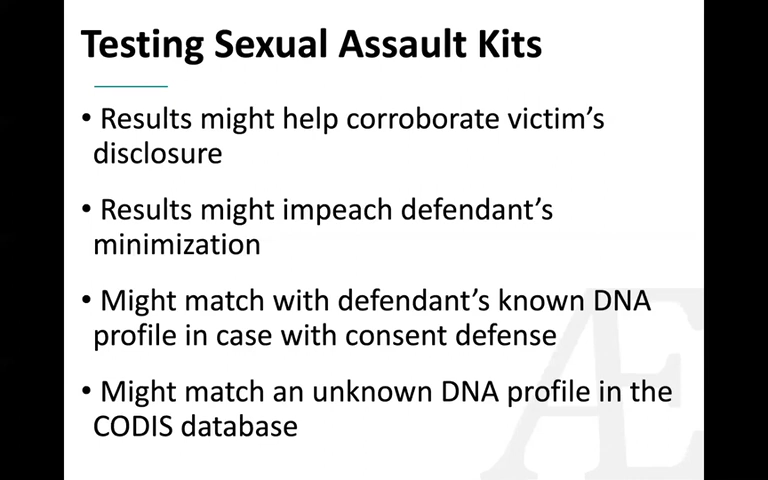 Testing Sexual Assault Kits
• Results might help corroborate victim's
disclosure
• Results might impeach defendant's
minimization
• Might match with defendant's known DNA
profile in case with consent defense
• Might match an unknown DNA profile in the
CODIS database
Æ